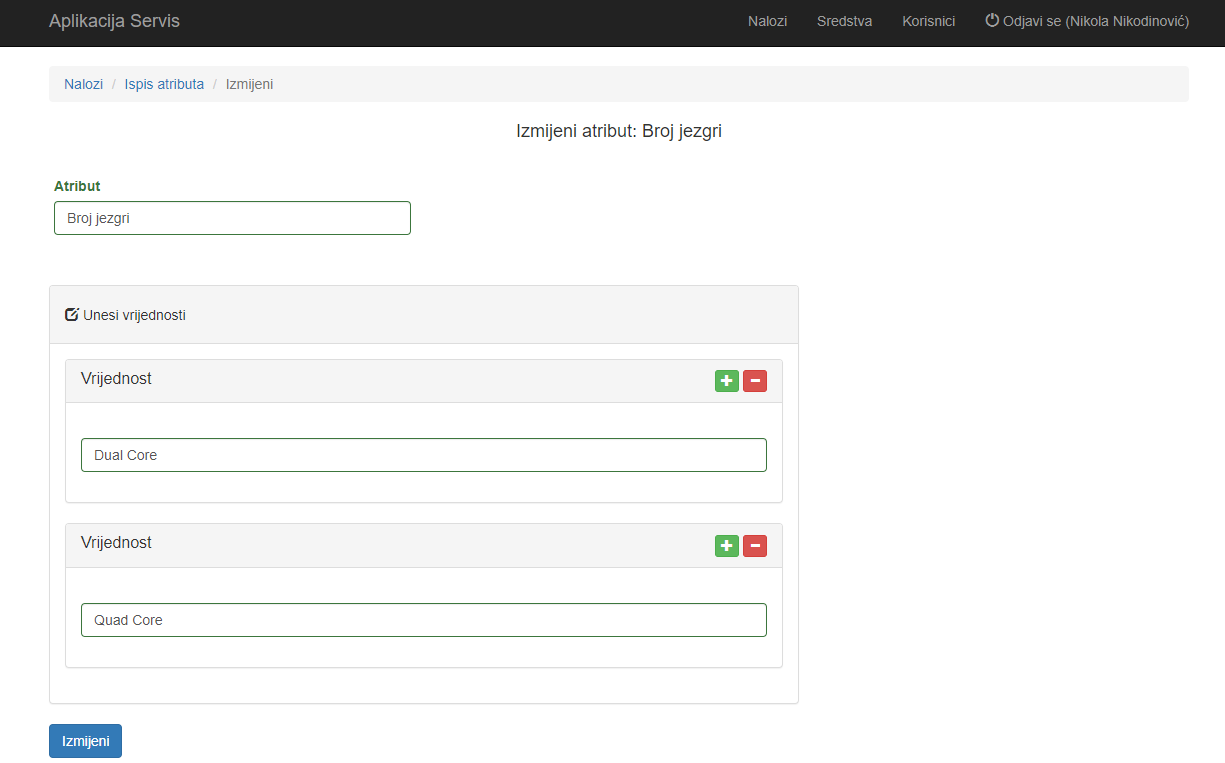 Aplikacija Servis Nalozi Sredstva Korisnici Odjavi se (Nikola Nikodinović)
Nalozi / Ispis atributa / Izmijeni
Izmijeni atribut: Broj jezgri
Atribut
Broj jezgri
Unesi vrijednosti
Vrijednost
Dual Core
Vrijednost
Quad Core
Izmijeni